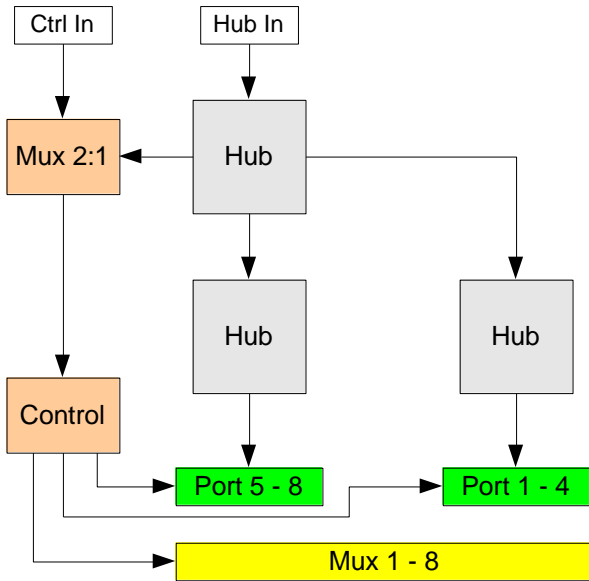 Ctrl In
Hub In
Mux 2:1
Hub
Hub
Hub
Control
Port 5 - 8
Port 1 - 4
Mux 1 - 8